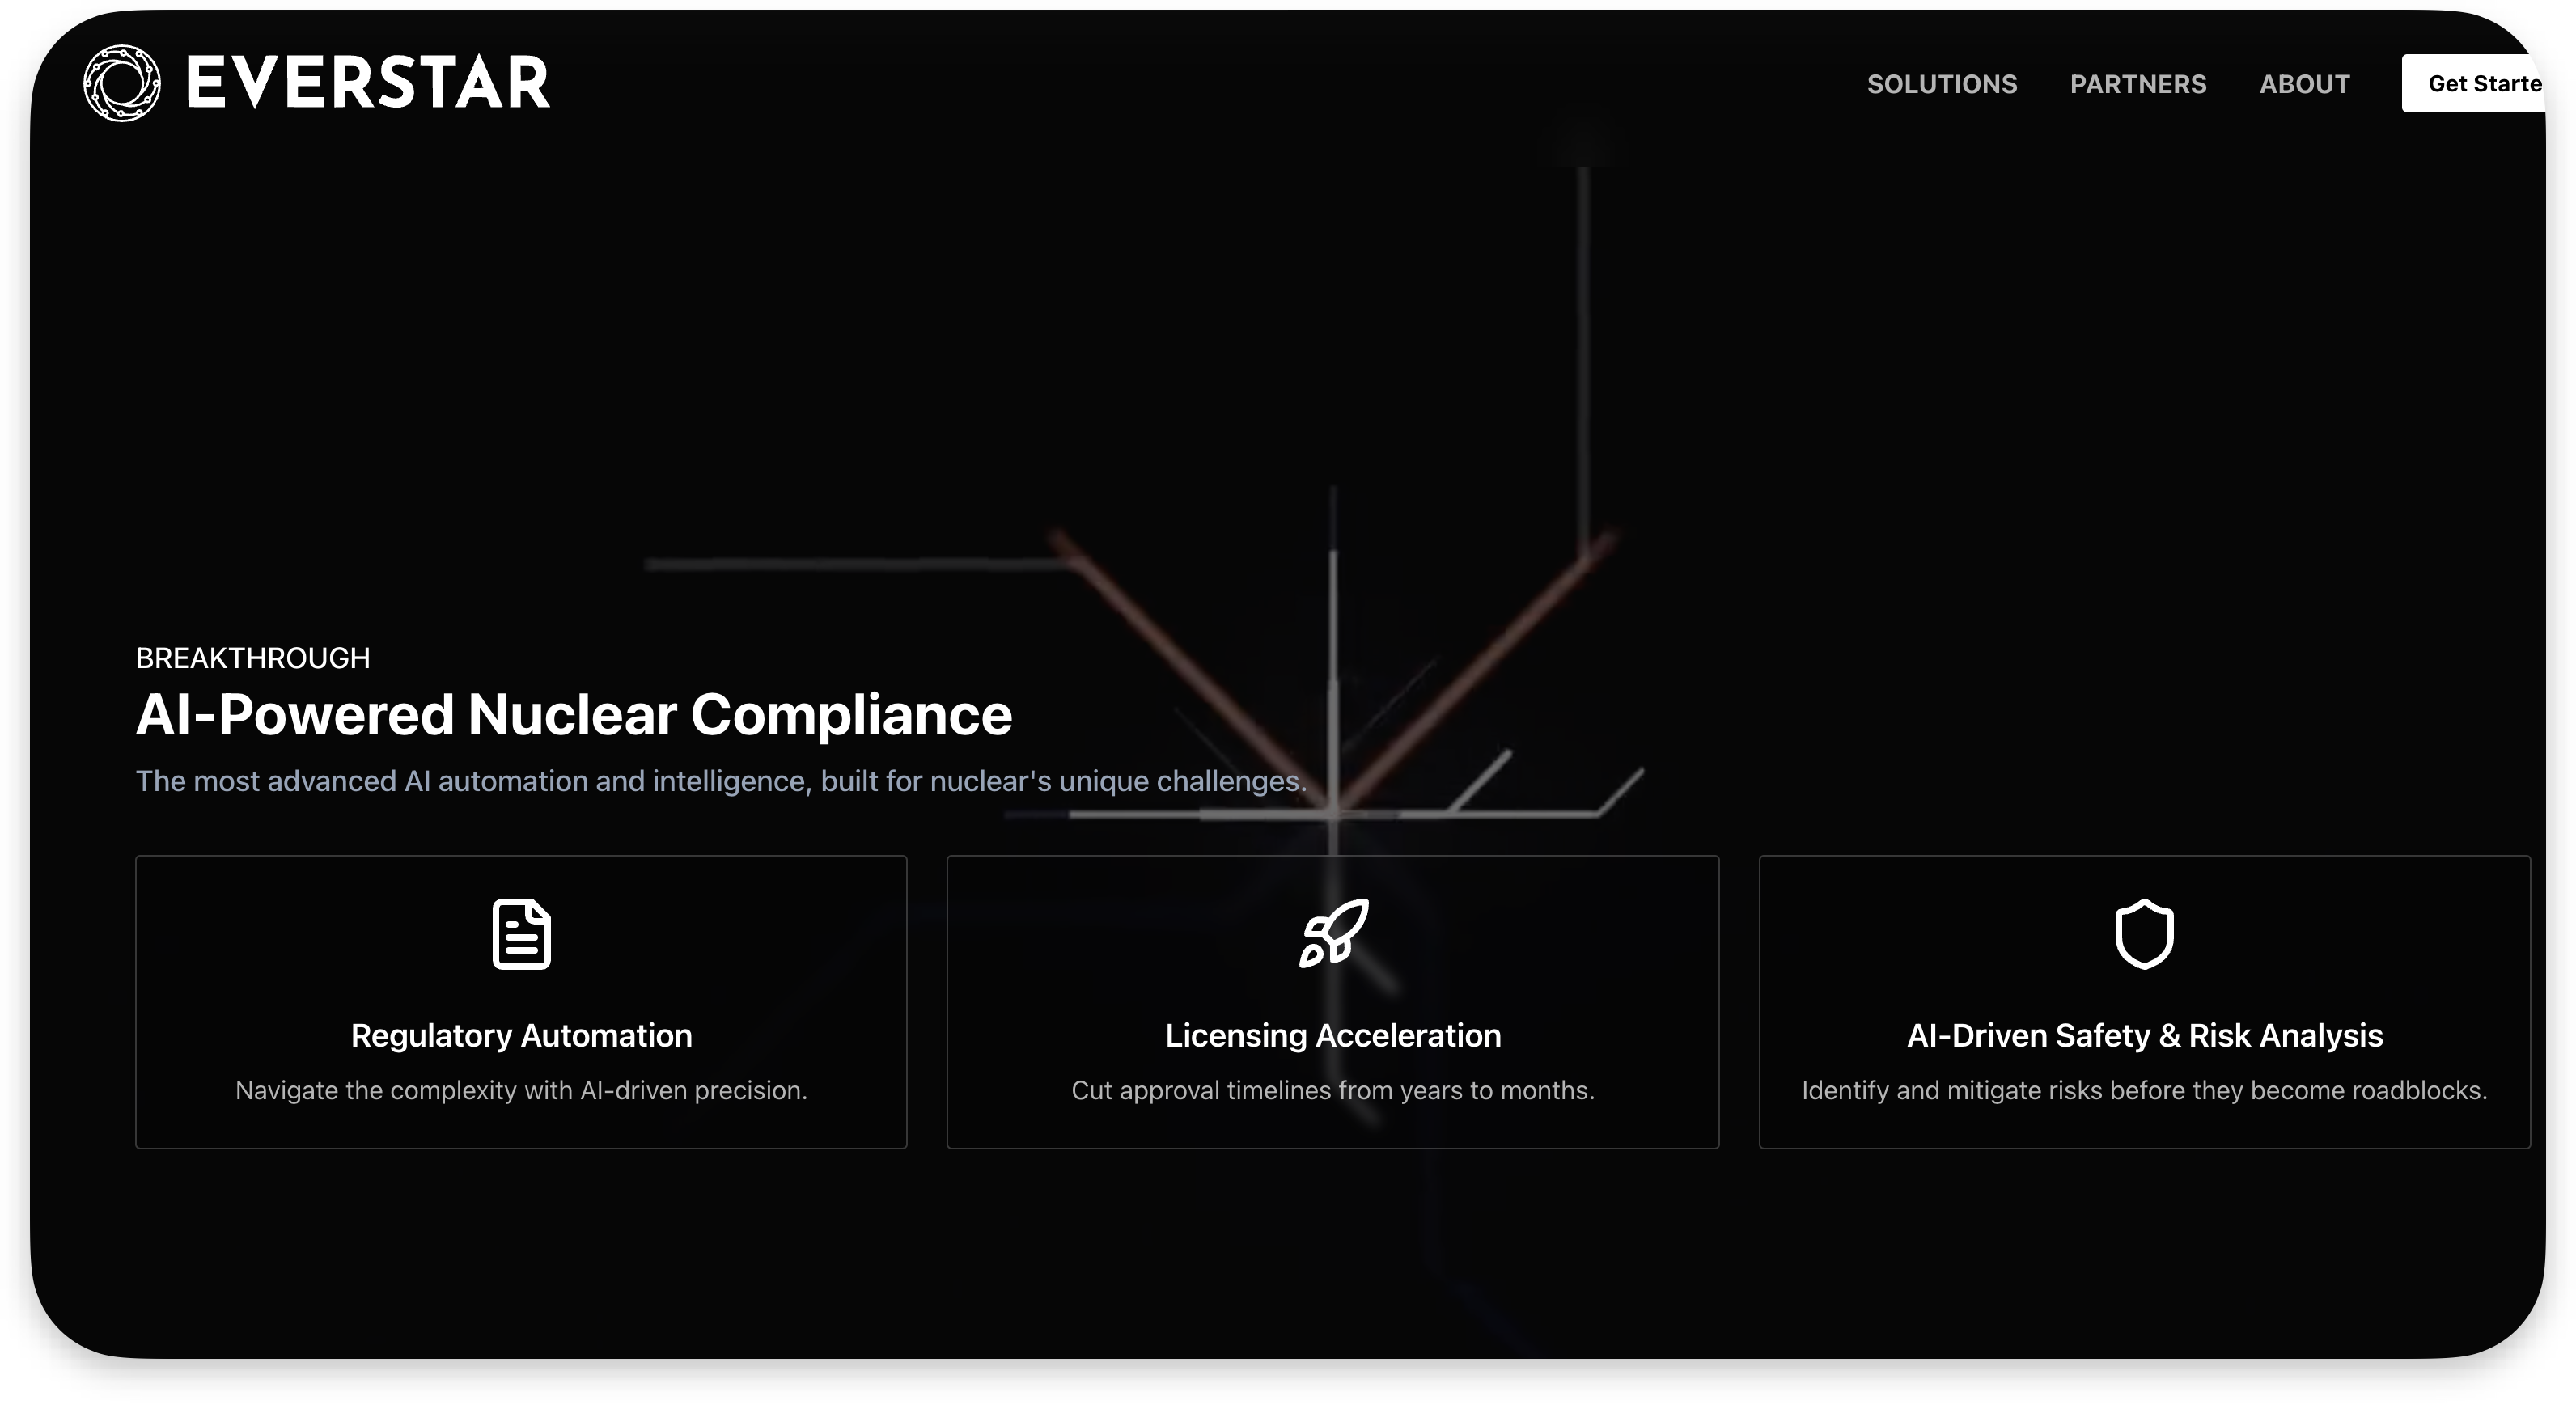 EVERSTAR
SOLUTIONS PARTNERS ABOUT Get Starte
BREAKTHROUGH
AI-Powered Nuclear Compliance
The most advanced AI automation and intelligence, built for nuclear's unique challenges.
Regulatory Automation
Navigate the complexity with AI-driven precision.
Licensing Acceleration
Cut approval timelines from years to months.
AI-Driven Safety & Risk Analysis
Identify and mitigate risks before they become roadblocks.